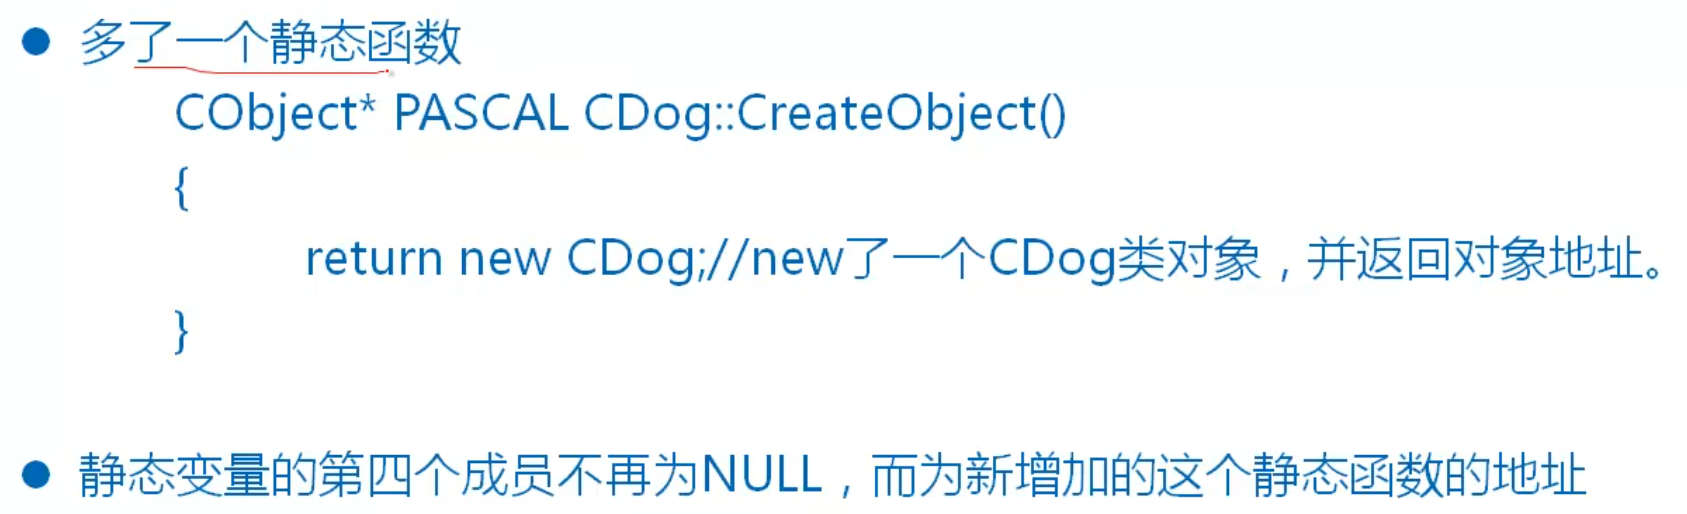 多了一个静态函数
CObject* PASCAL CDog::CreateObject()
{
return new CDog;//new了一个CDog类对象，并返回对象地址。
}
静态变量的第四个成员不再为NULL，而为新增加的这个静态函数的地址